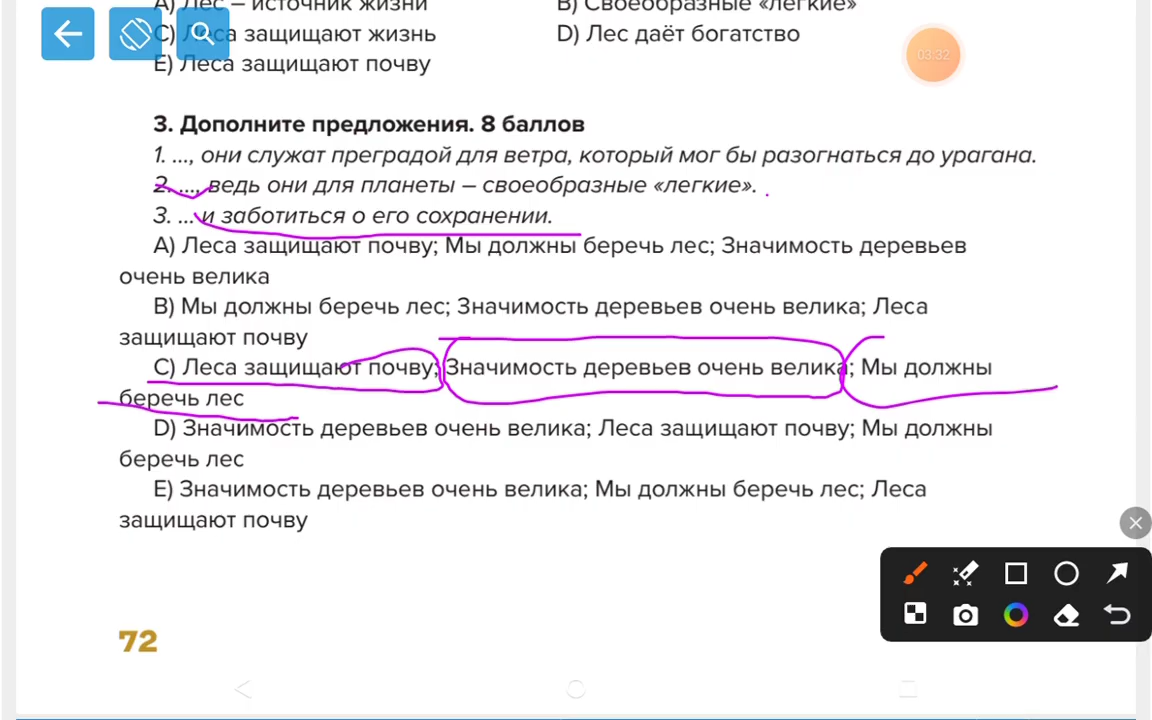 A) Лес – источник жизни
B) Своеобразные «легкие»
C) Леса защищают жизнь
D) Лес даёт богатство
E) Леса защищают почву
03:32
3. Дополните предложения. 8 баллов
1. ..., они служат преградой для ветра, который мог бы разогнаться до урагана.
2. ..., ведь они для планеты – своеобразные «легкие».
3. ... и заботиться о его сохранении.
A) Леса защищают почву; Мы должны беречь лес; Значимость деревьев
очень велика
B) Мы должны беречь лес; Значимость деревьев очень велика; Леса
защищают почву
C) Леса защищают почву; Значимость деревьев очень велика; Мы должны
беречь лес
D) Значимость деревьев очень велика; Леса защищают почву; Мы должны
беречь лес
E) Значимость деревьев очень велика; Мы должны беречь лес; Леса
защищают почву
72